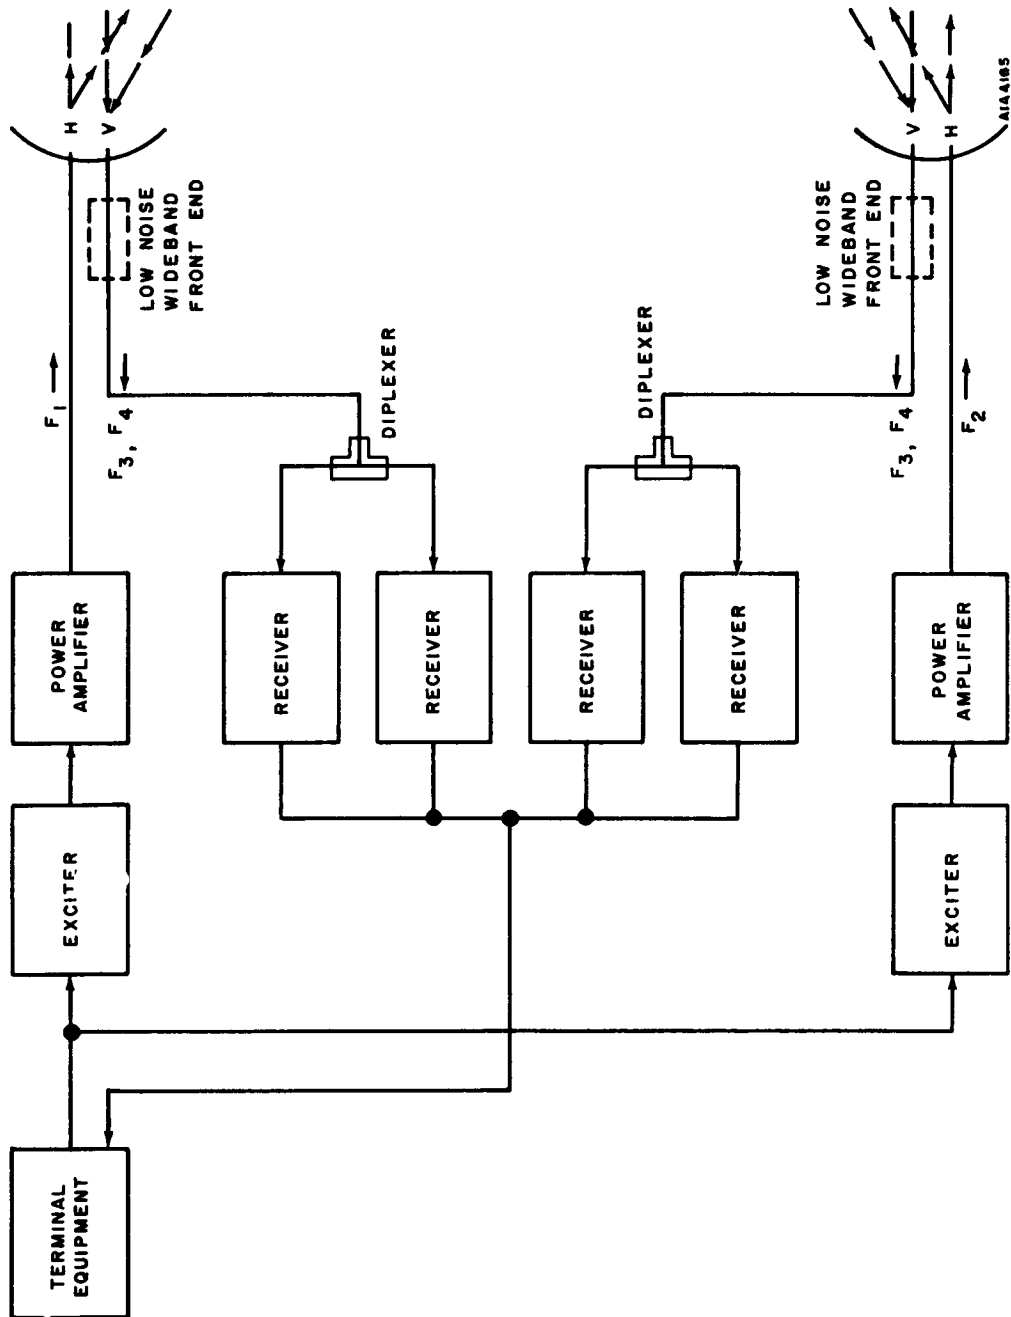 H
V
F1
LOW NOISE
WIDEBAND
FRONT END
F3, F4
DIPLEXER
POWER
AMPLIFIER
RECEIVER
RECEIVER
EXCITER
TERMINAL
EQUIPMENT
RECEIVER
RECEIVER
DIPLEXER
LOW NOISE
WIDEBAND
FRONT END
F3, F4
F2
V
H
POWER
AMPLIFIER
EXCITER
A1A4165